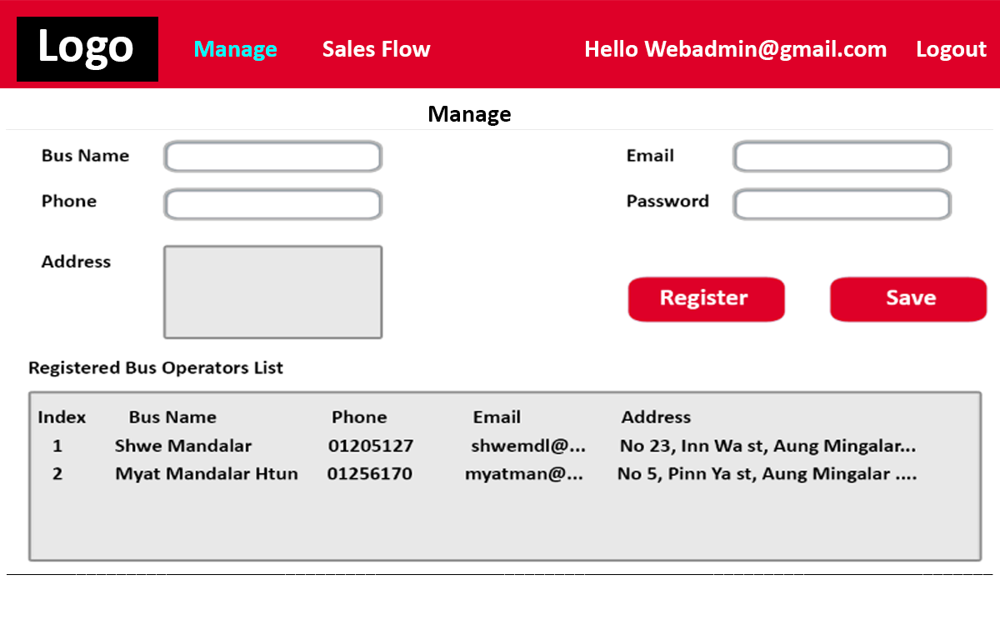 Logo Manage Sales Flow Hello Webadmin@gmail.com Logout
Manage
Bus Name Email
Phone Password
Address
Register Save
Registered Bus Operators List
Index Bus Name Phone Email Address
1 Shwe Mandalar 01205127 shwemdl@... No 23, Inn Wa st, Aung Mingalar...
2 Myat Mandalar Htun 01256170 myatman@... No 5, Pinn Ya st, Aung Mingalar ....